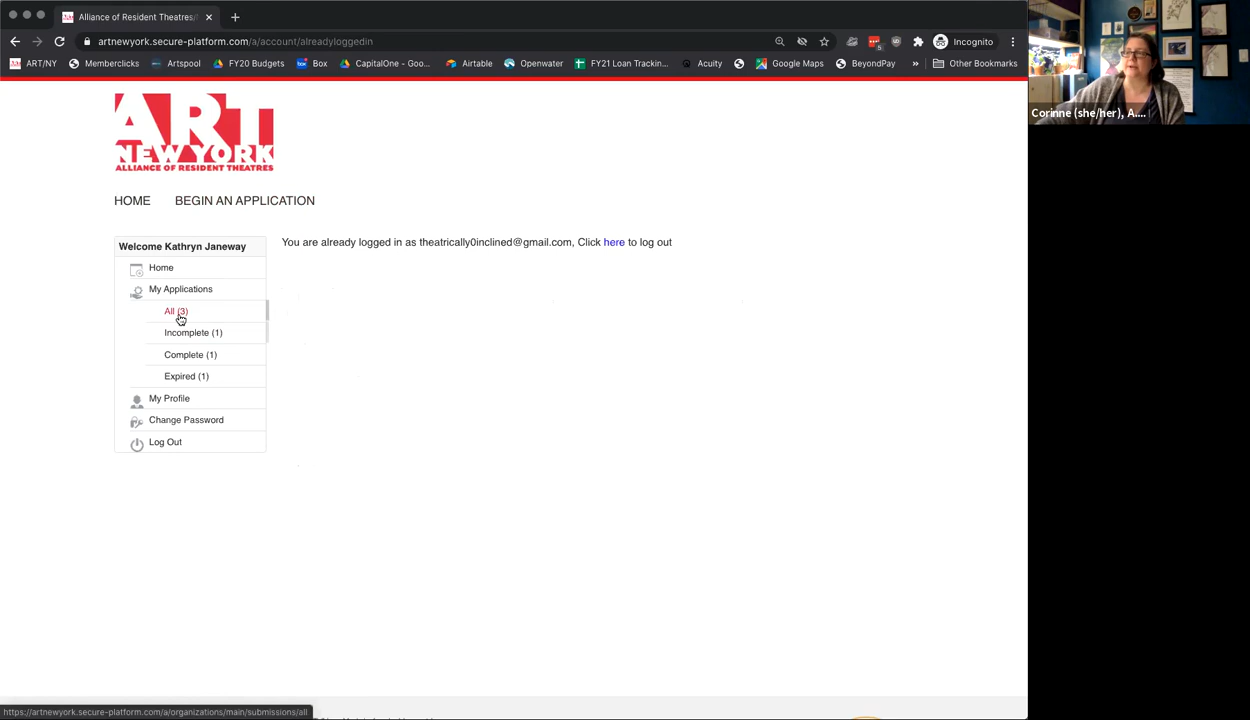 Alliance of Resident Theatres/
artnewyork.secure-platform.com/a/account/alreadyloggedin
5
Incognito
ART/NY
Memberclicks
Artspool
FY20 Budgets
Box
CapitalOne - Goo...
Airtable
Openwater
FY21 Loan Trackin...
Acuity
Google Maps
BeyondPay
»
Other Bookmarks
ART
NEW YORK
ALLIANCE OF RESIDENT THEATRES
HOME
BEGIN AN APPLICATION
Welcome Kathryn Janeway
Home
My Applications
All (3)
Incomplete (1)
Complete (1)
Expired (1)
My Profile
Change Password
Log Out
You are already logged in as theatrically0inclined@gmail.com, Click here to log out
https://artnewyork.secure-platform.com/a/organizations/main/submissions/all
Corinne (she/her), A....